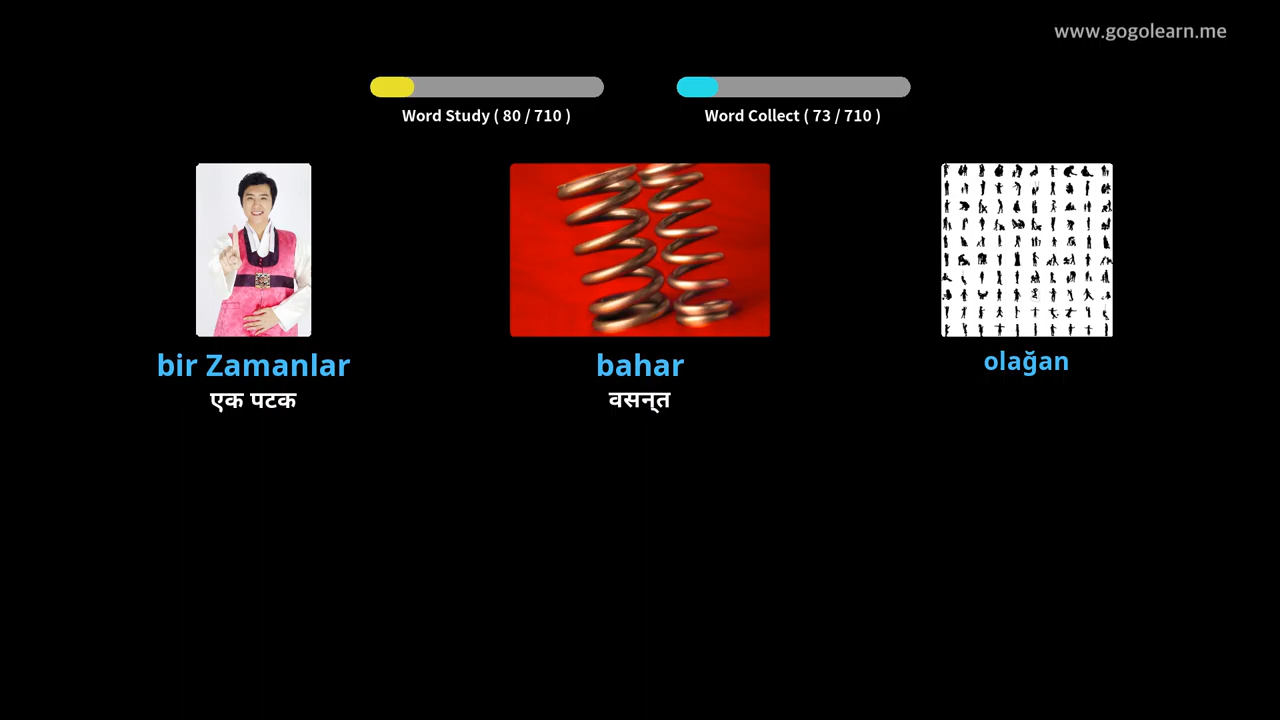 www.gogolearn.me
Word Study ( 80 / 710 )
Word Collect ( 73 / 710 )
bir Zamanlar
एक पटक
bahar
वसन्त
olağan